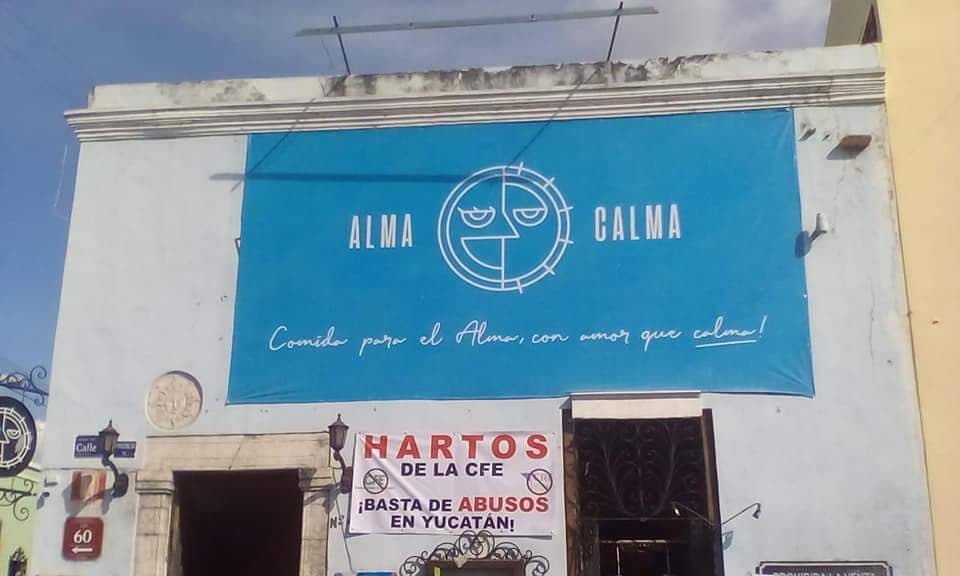 ALMA CALMA
Comida para el Alma, con amor que calma!
HARTOS
DE LA CFE
¡BASTA DE ABUSOS
EN YUCATÁN!
Calle
60